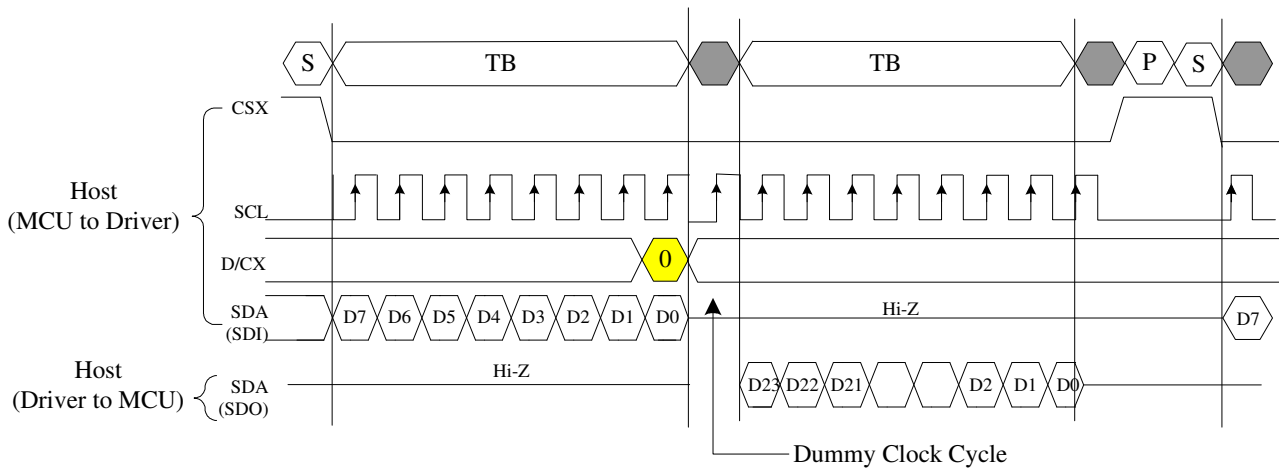 S TB TB P S
CSX
Host
(MCU to Driver)
SCL
D/CX 0
SDA
(SDI)
D7 D6 D5 D4 D3 D2 D1 D0 Hi-Z D7
Host
(Driver to MCU)
SDA
(SDO)
Hi-Z D23 D22 D21 D2 D1 D0
Dummy Clock Cycle